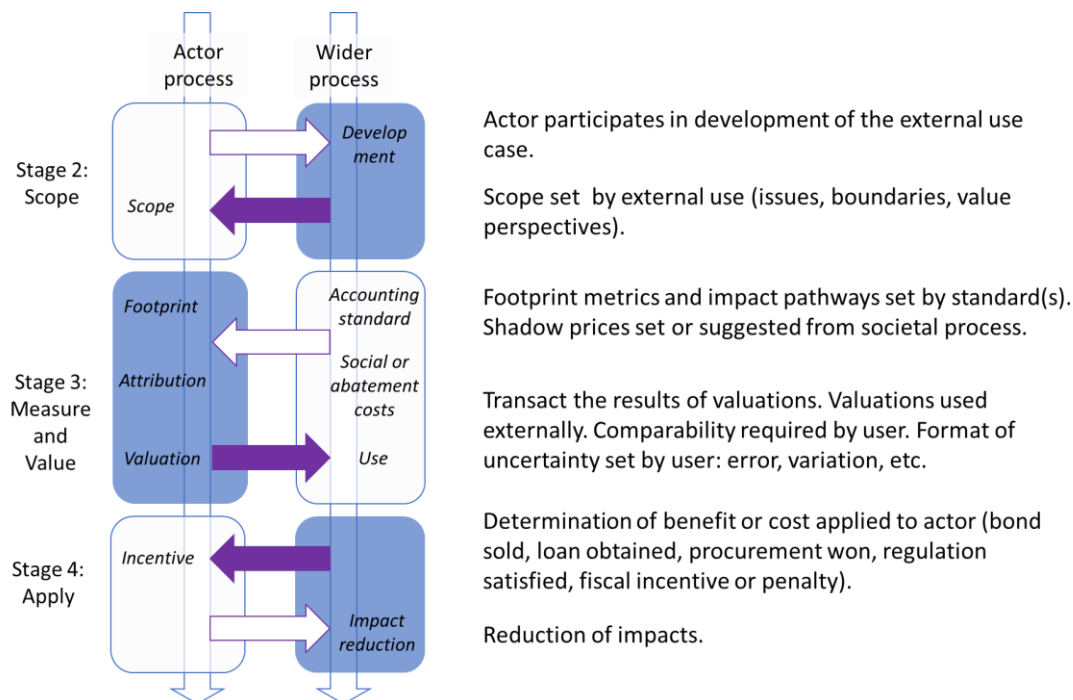 Actor
process
Wider
process
Stage 2:
Scope
Develop
ment
Scope
Actor participates in development of the external use
case.
Scope set  by external use (issues, boundaries, value
perspectives).
Stage 3:
Measure
and
Value
Footprint
Accounting
standard
Attribution
Social or
abatement
costs
Valuation
Use
Footprint metrics and impact pathways set by standard(s).
Shadow prices set or suggested from societal process.
Transact the results of valuations. Valuations used
externally. Comparability required by user. Format of
uncertainty set by user: error, variation, etc.
Stage 4:
Apply
Incentive
Impact
reduction
Determination of benefit or cost applied to actor (bond
sold, loan obtained, procurement won, regulation
satisfied, fiscal incentive or penalty).
Reduction of impacts.